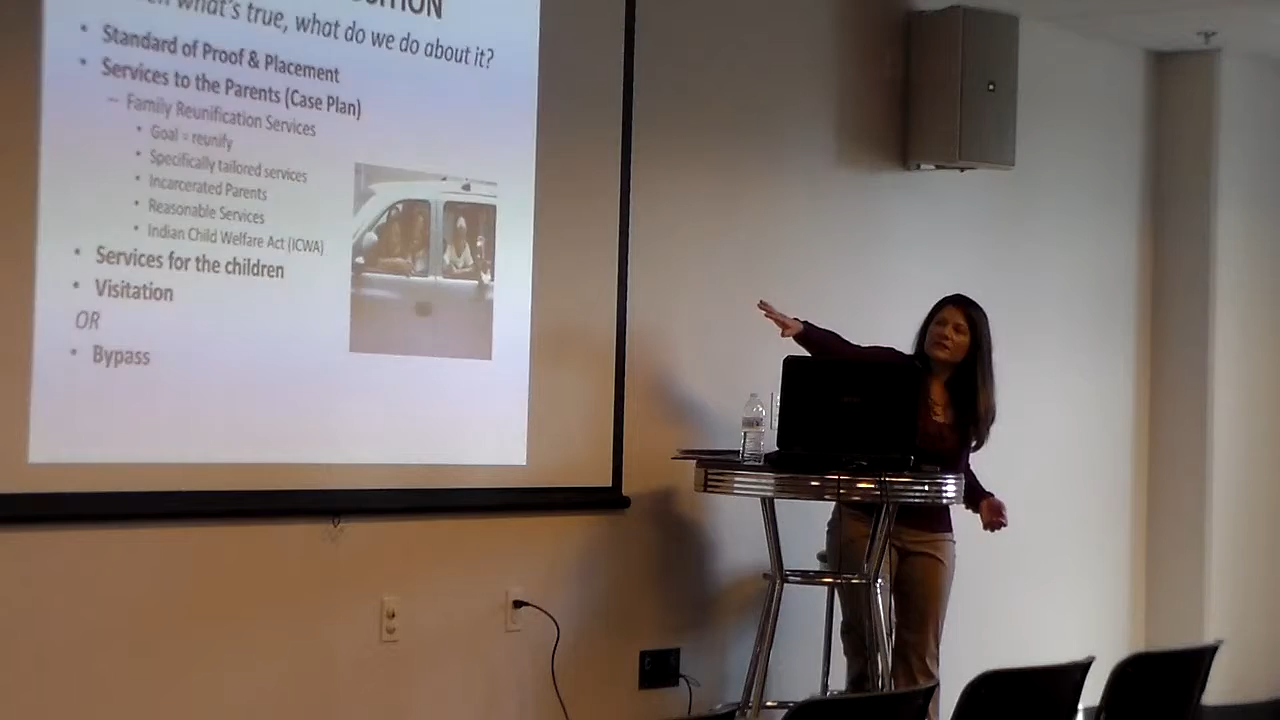 what's true, what do we do about it?
• Standard of Proof & Placement
• Services to the Parents (Case Plan)
– Family Reunification Services
• Goal = reunify
• Specifically tailored services
• Incarcerated Parents
• Reasonable Services
• Indian Child Welfare Act (ICWA)
• Services for the children
• Visitation
OR
• Bypass